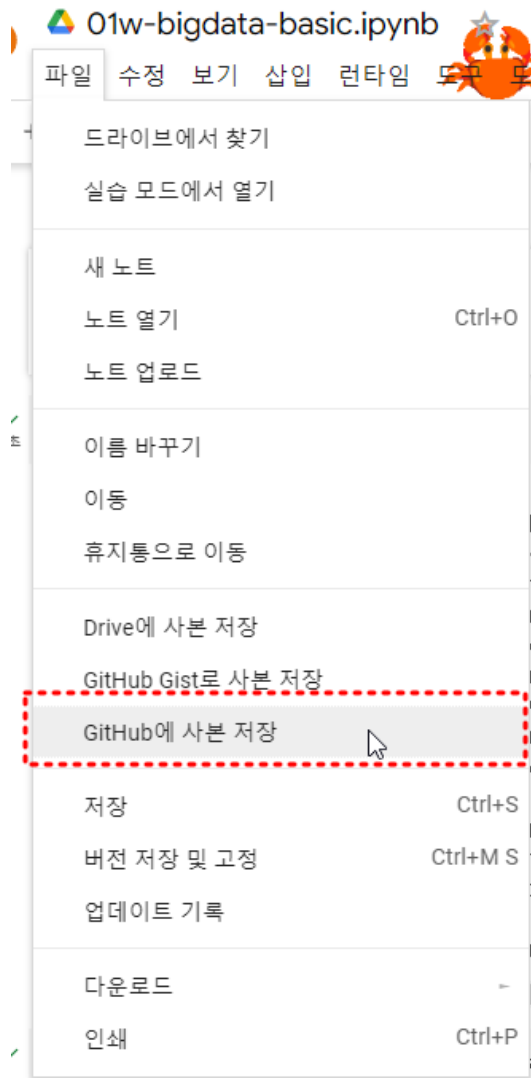 01w-bigdata-basic.ipynb
파일 수정 보기 삽입 런타임 도구 도
드라이브에서 찾기
실습 모드에서 열기
새 노트
노트 열기 Ctrl+O
노트 업로드
이름 바꾸기
이동
휴지통으로 이동
Drive에 사본 저장
GitHub Gist로 사본 저장
GitHub에 사본 저장
저장 Ctrl+S
버전 저장 및 고정 Ctrl+M S
업데이트 기록
다운로드
인쇄 Ctrl+P